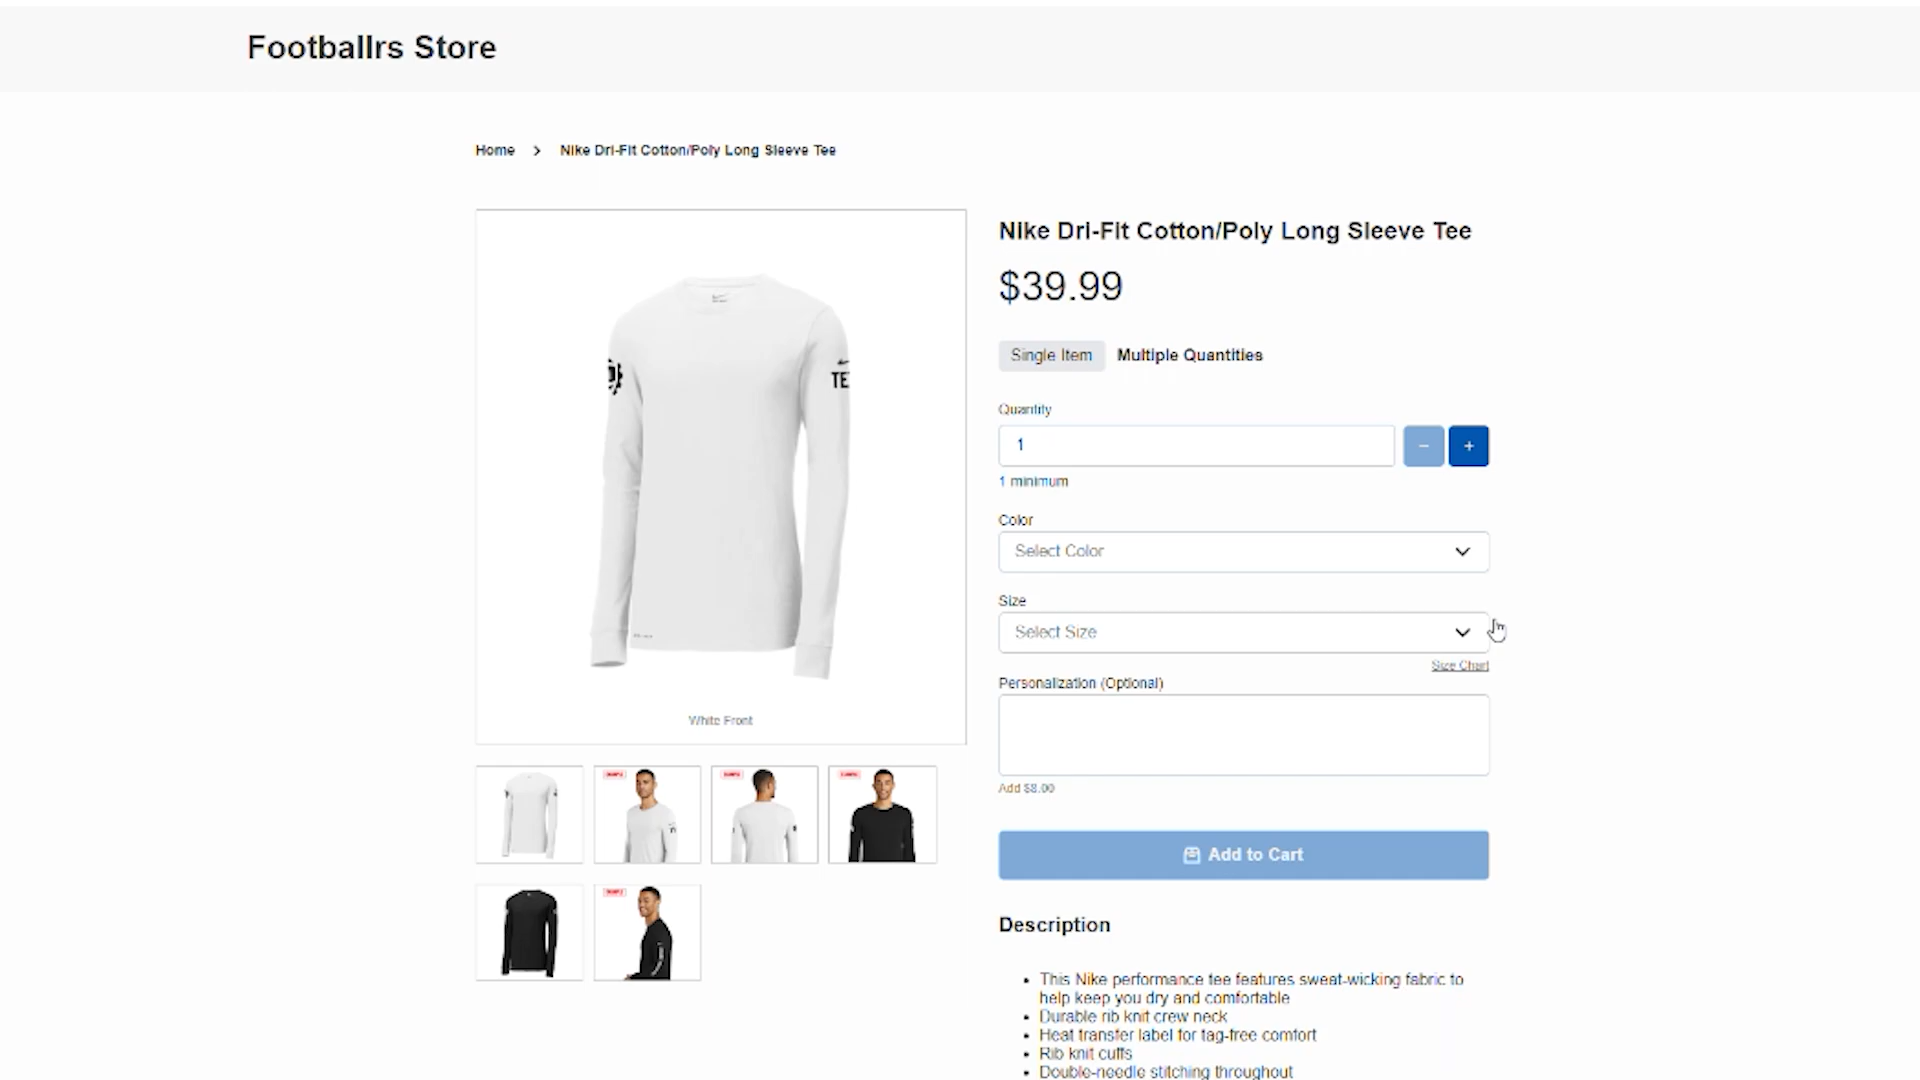 Footballrs Store
Home > Nike Dri-Fit Cotton/Poly Long Sleeve Tee
Nike Dri-Fit Cotton/Poly Long Sleeve Tee
$39.99
Single Item Multiple Quantities
Quantity
1
− +
1 minimum
Color
Select Color
Size
Select Size
Size Chart
Personalization (Optional)
Add $8.00
Add to Cart
Description
• This Nike performance tee features sweat-wicking fabric to
help keep you dry and comfortable
• Durable rib knit crew neck
• Heat transfer label for tag-free comfort
• Rib knit cuffs
• Double-needle stitching throughout
TE
White Front